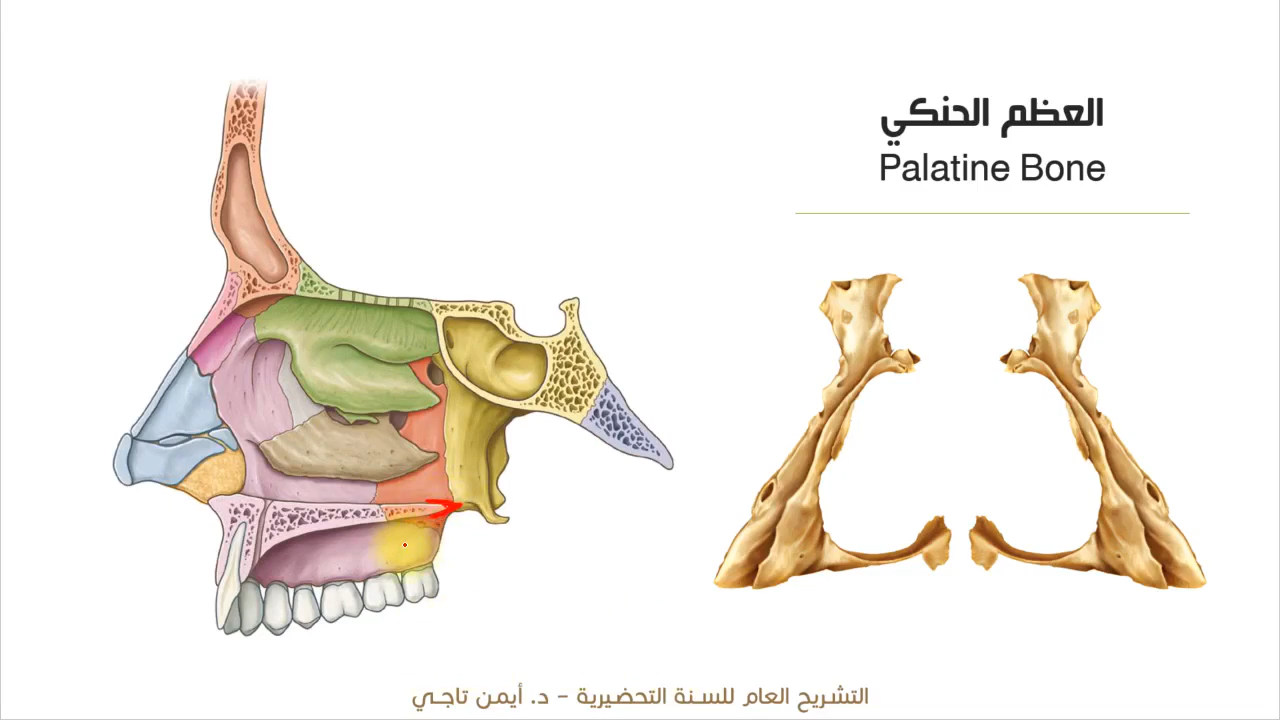 العظم الحنكي
Palatine Bone
التشريح العام للسنة التحضيرية - د. أيمن تاجي